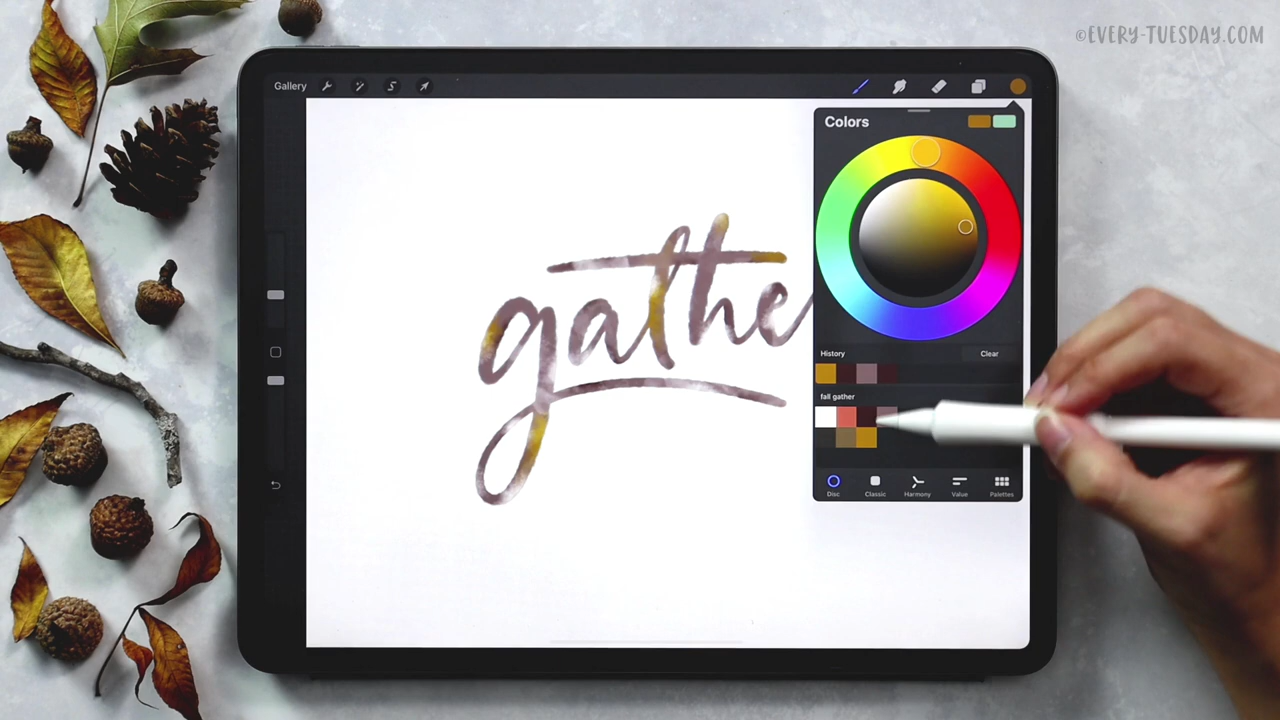 ©EVERY-TUESDAY.COM
Gallery
Colors
gathe
History
Clear
fall gather
Disc
Classic
Harmony
Value
Palettes